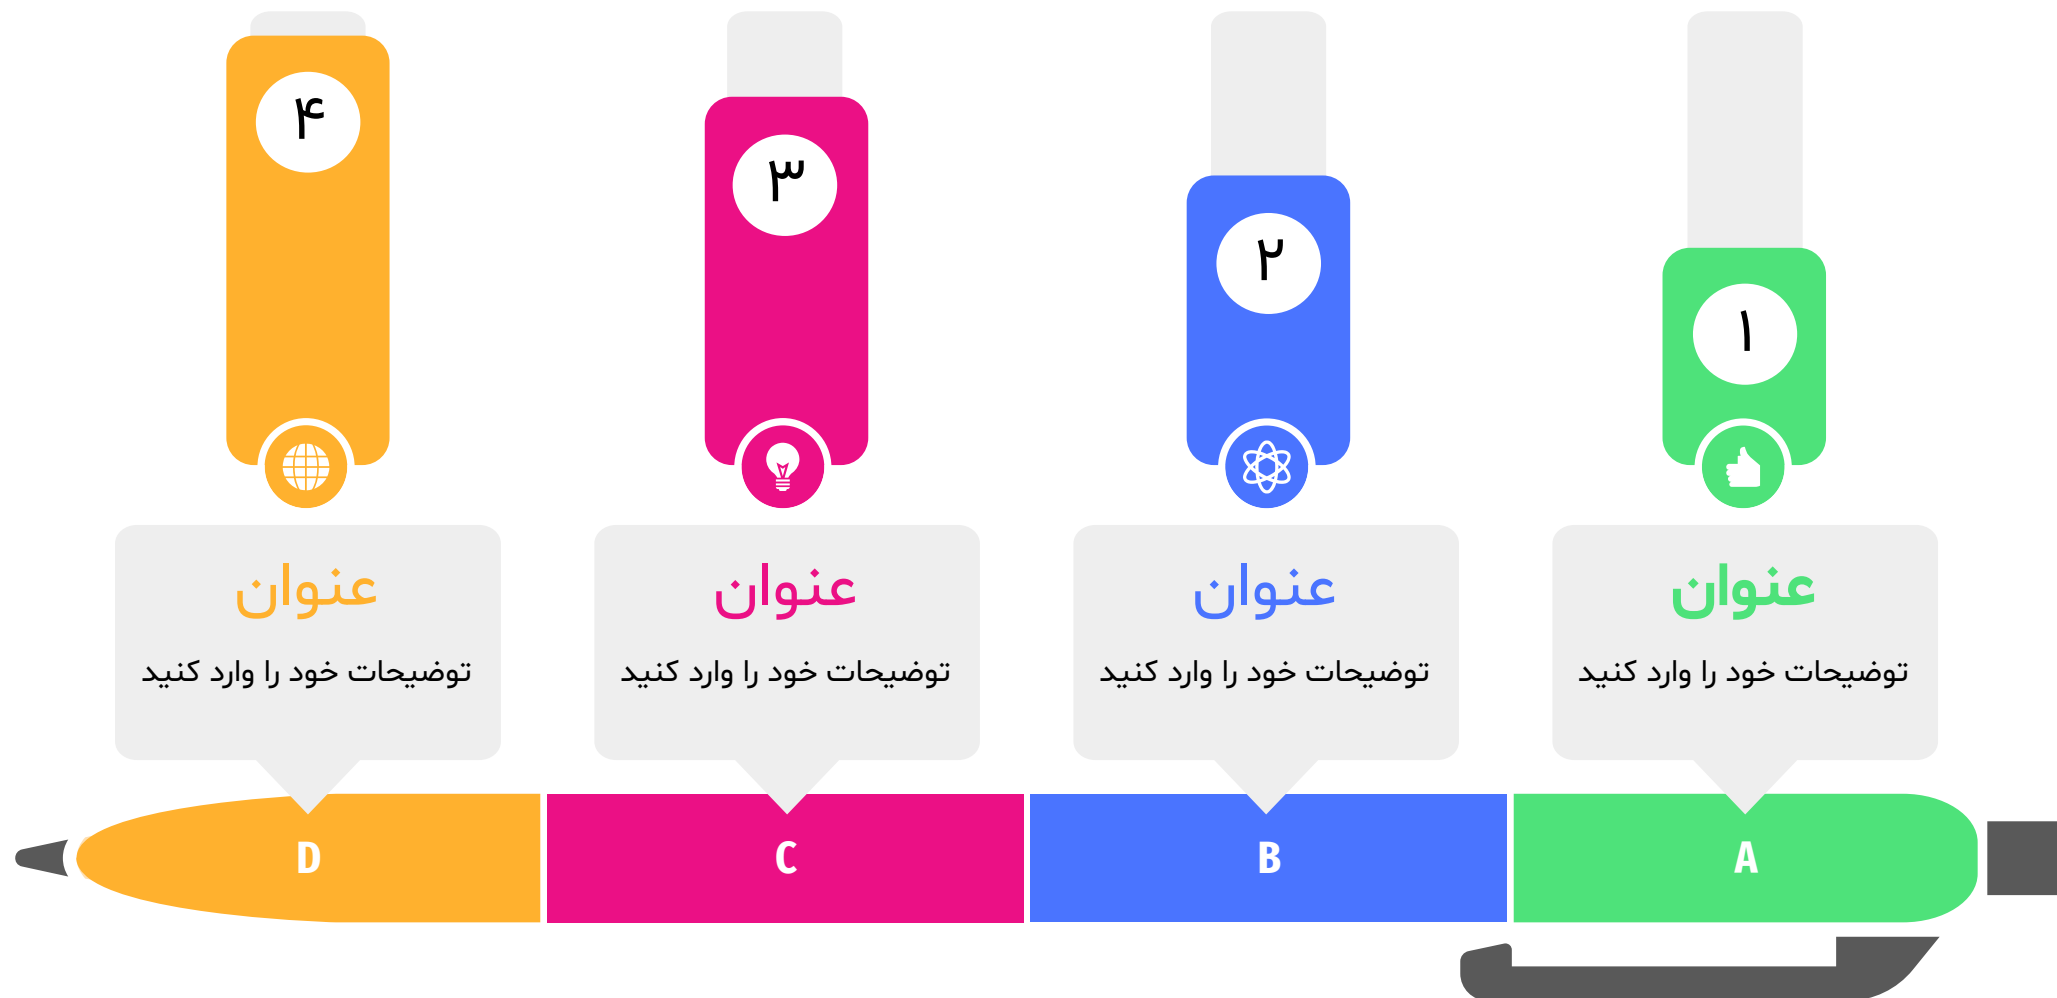 ۱
۲
۳
۴
عنوان
توضیحات خود را وارد کنید
عنوان
توضیحات خود را وارد کنید
عنوان
توضیحات خود را وارد کنید
عنوان
توضیحات خود را وارد کنید
A
B
C
D